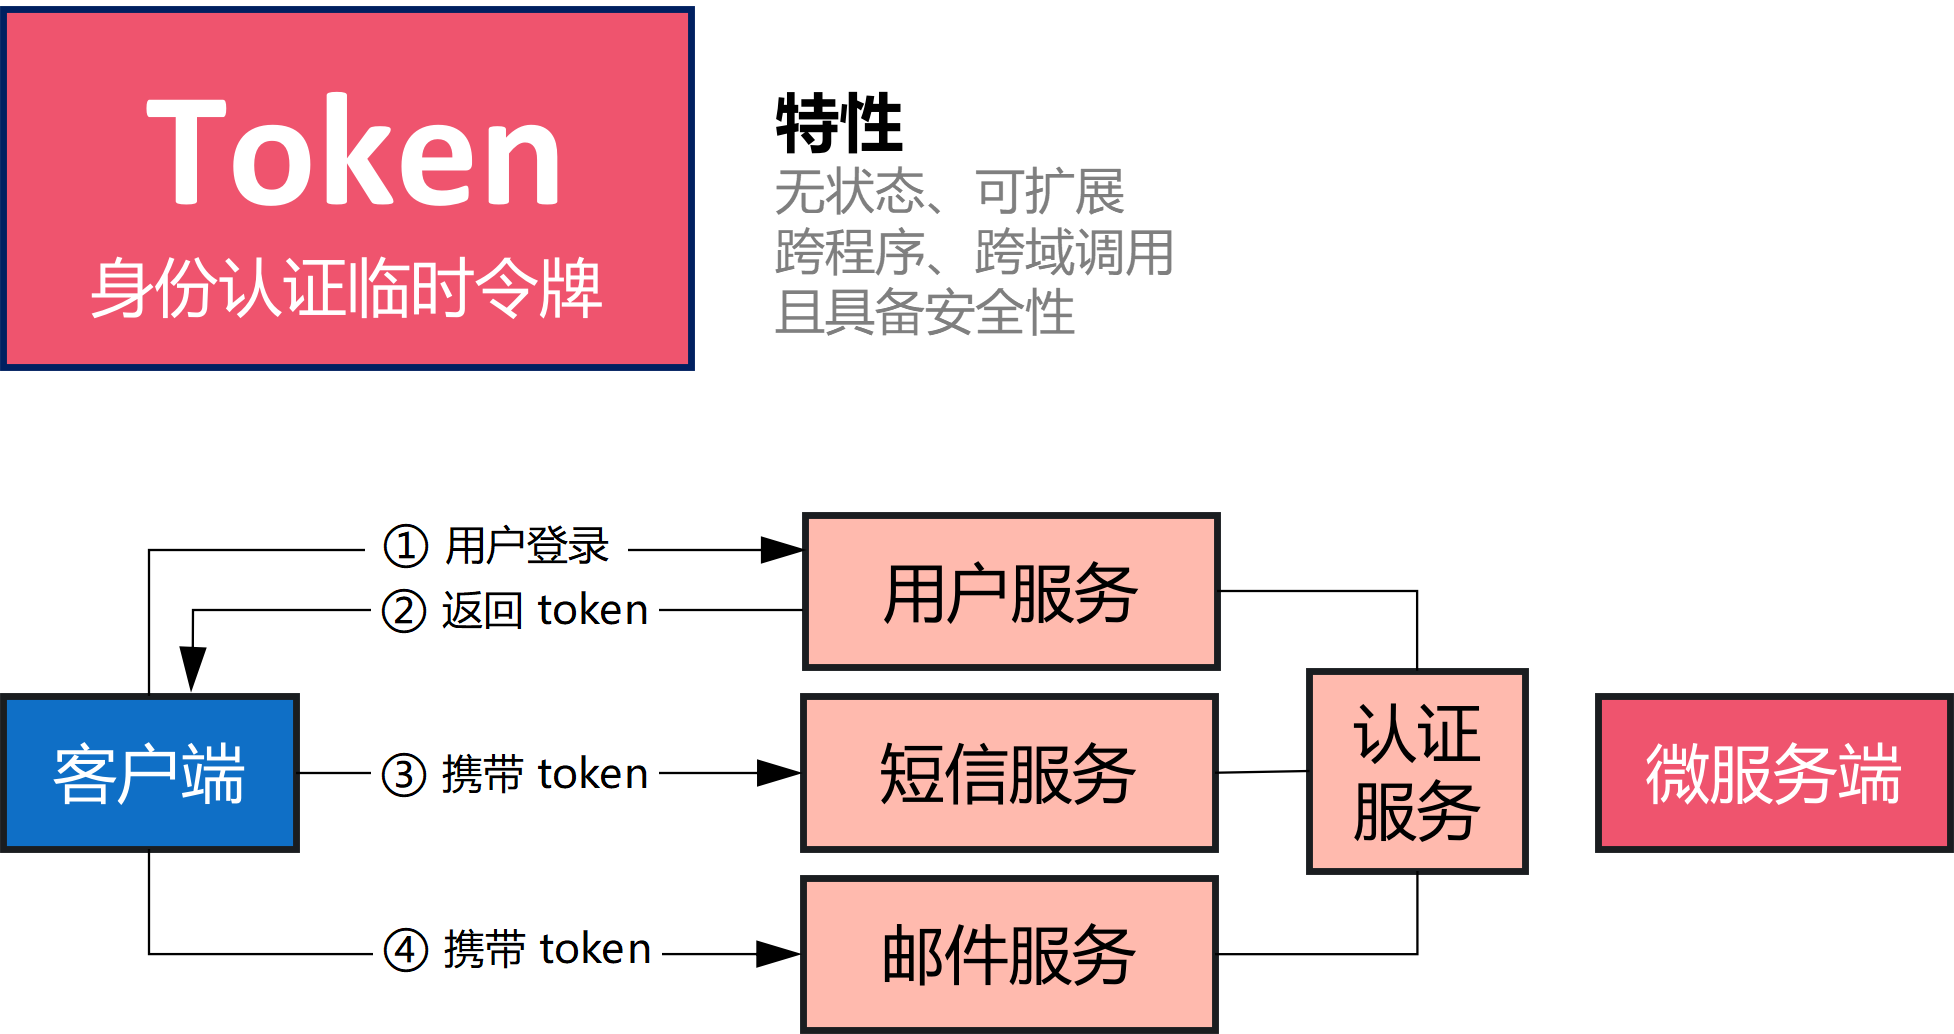 Token
身份认证临时令牌
特性
无状态、可扩展
跨程序、跨域调用
且具备安全性
① 用户登录
② 返回 token
用户服务
客户端
③ 携带 token
短信服务
认证
服务
微服务端
④ 携带 token
邮件服务